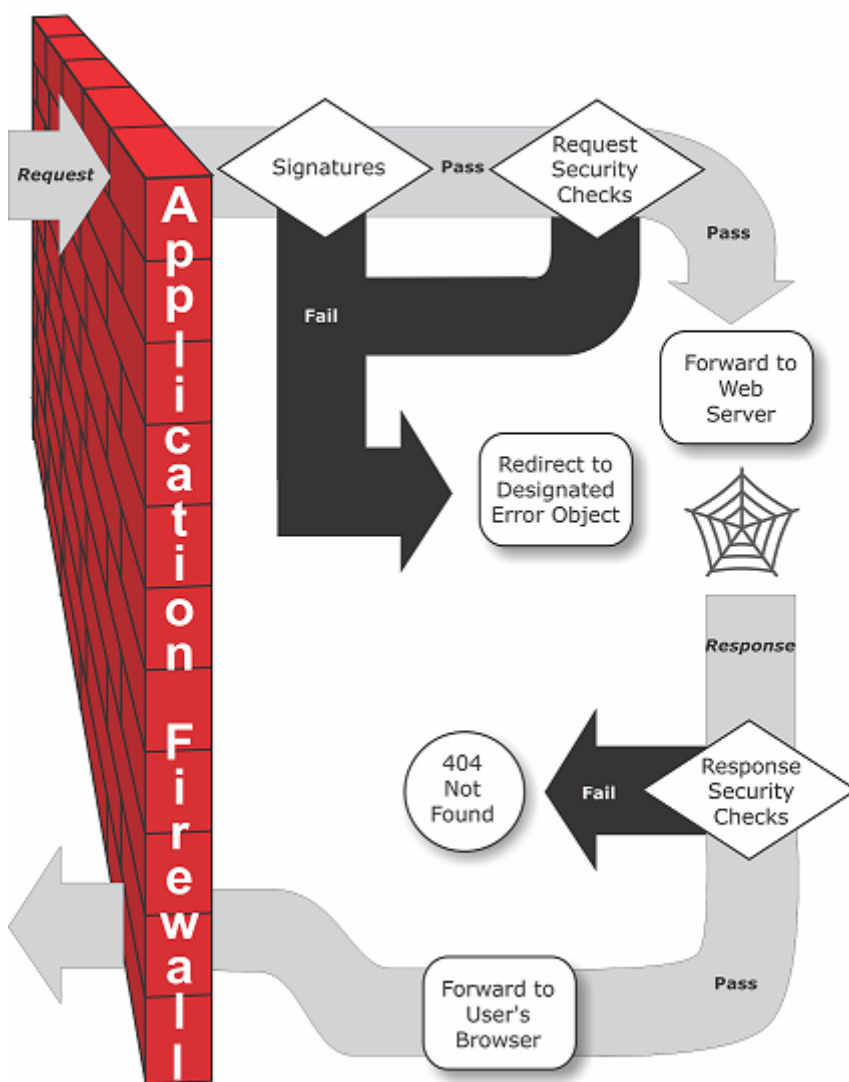 Request
Application Firewall
Signatures
Pass
Request
Security
Checks
Pass
Fail
Forward to
Web
Server
Redirect to
Designated
Error Object
Response
404
Not
Found
Fail
Response
Security
Checks
Forward to
User's
Browser
Pass